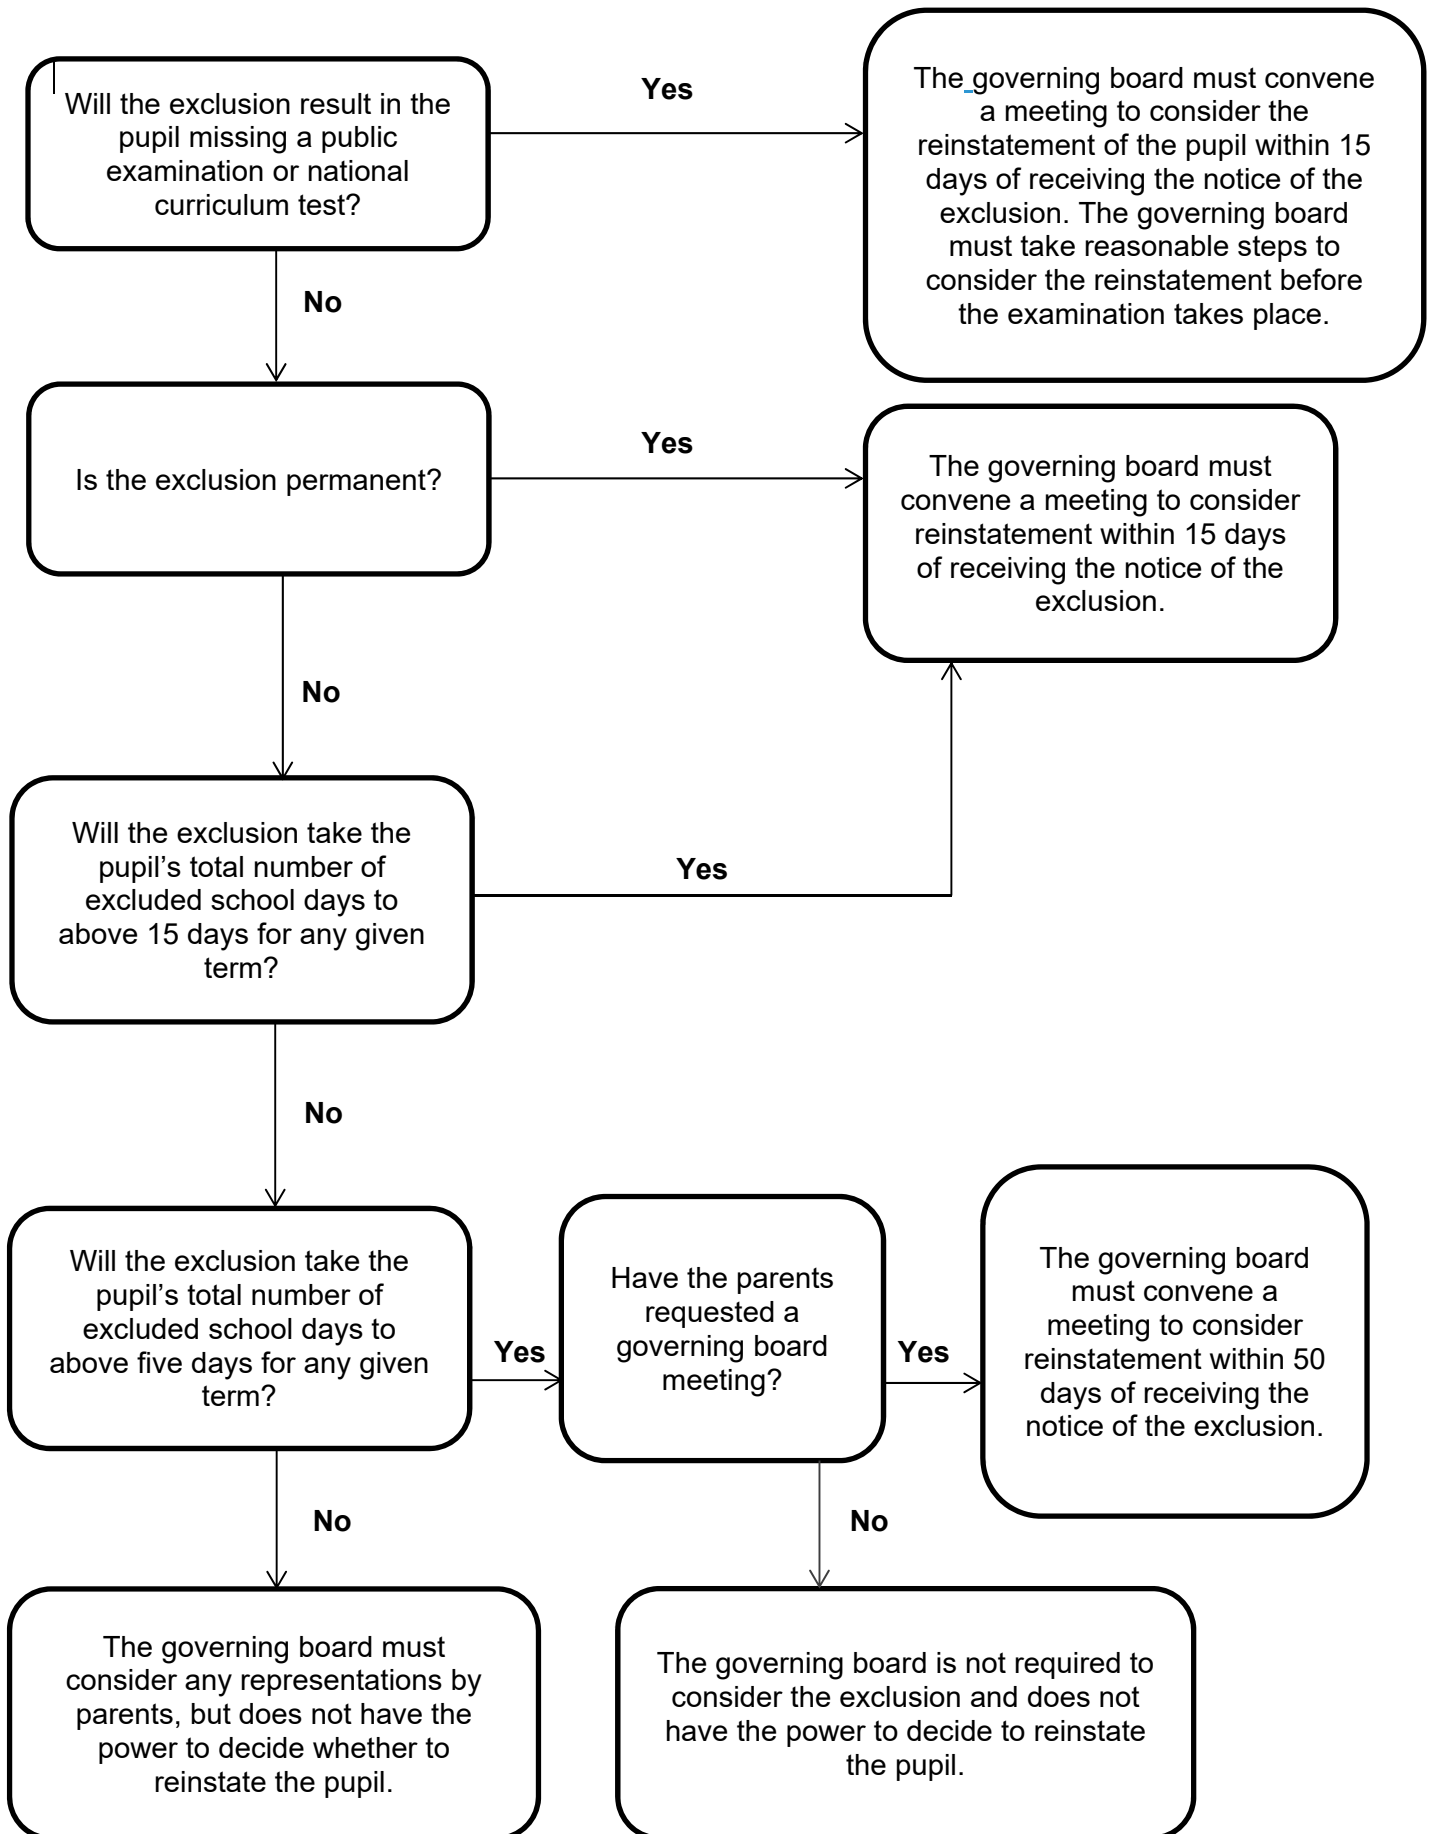 Will the exclusion result in the
pupil missing a public
examination or national
curriculum test?
Yes
The governing board must convene
a meeting to consider the
reinstatement of the pupil within 15
days of receiving the notice of the
exclusion. The governing board
must take reasonable steps to
consider the reinstatement before
the examination takes place.
No
Is the exclusion permanent?
Yes
The governing board must
convene a meeting to consider
reinstatement within 15 days
of receiving the notice of the
exclusion.
No
Will the exclusion take the
pupil’s total number of
excluded school days to
above 15 days for any given
term?
Yes
No
Will the exclusion take the
pupil’s total number of
excluded school days to
above five days for any given
term?
Yes
Have the parents
requested a
governing board
meeting?
Yes
The governing board
must convene a
meeting to consider
reinstatement within 50
days of receiving the
notice of the exclusion.
No
No
The governing board must
consider any representations by
parents, but does not have the
power to decide whether to
reinstate the pupil.
The governing board is not required to
consider the exclusion and does not
have the power to decide to reinstate
the pupil.